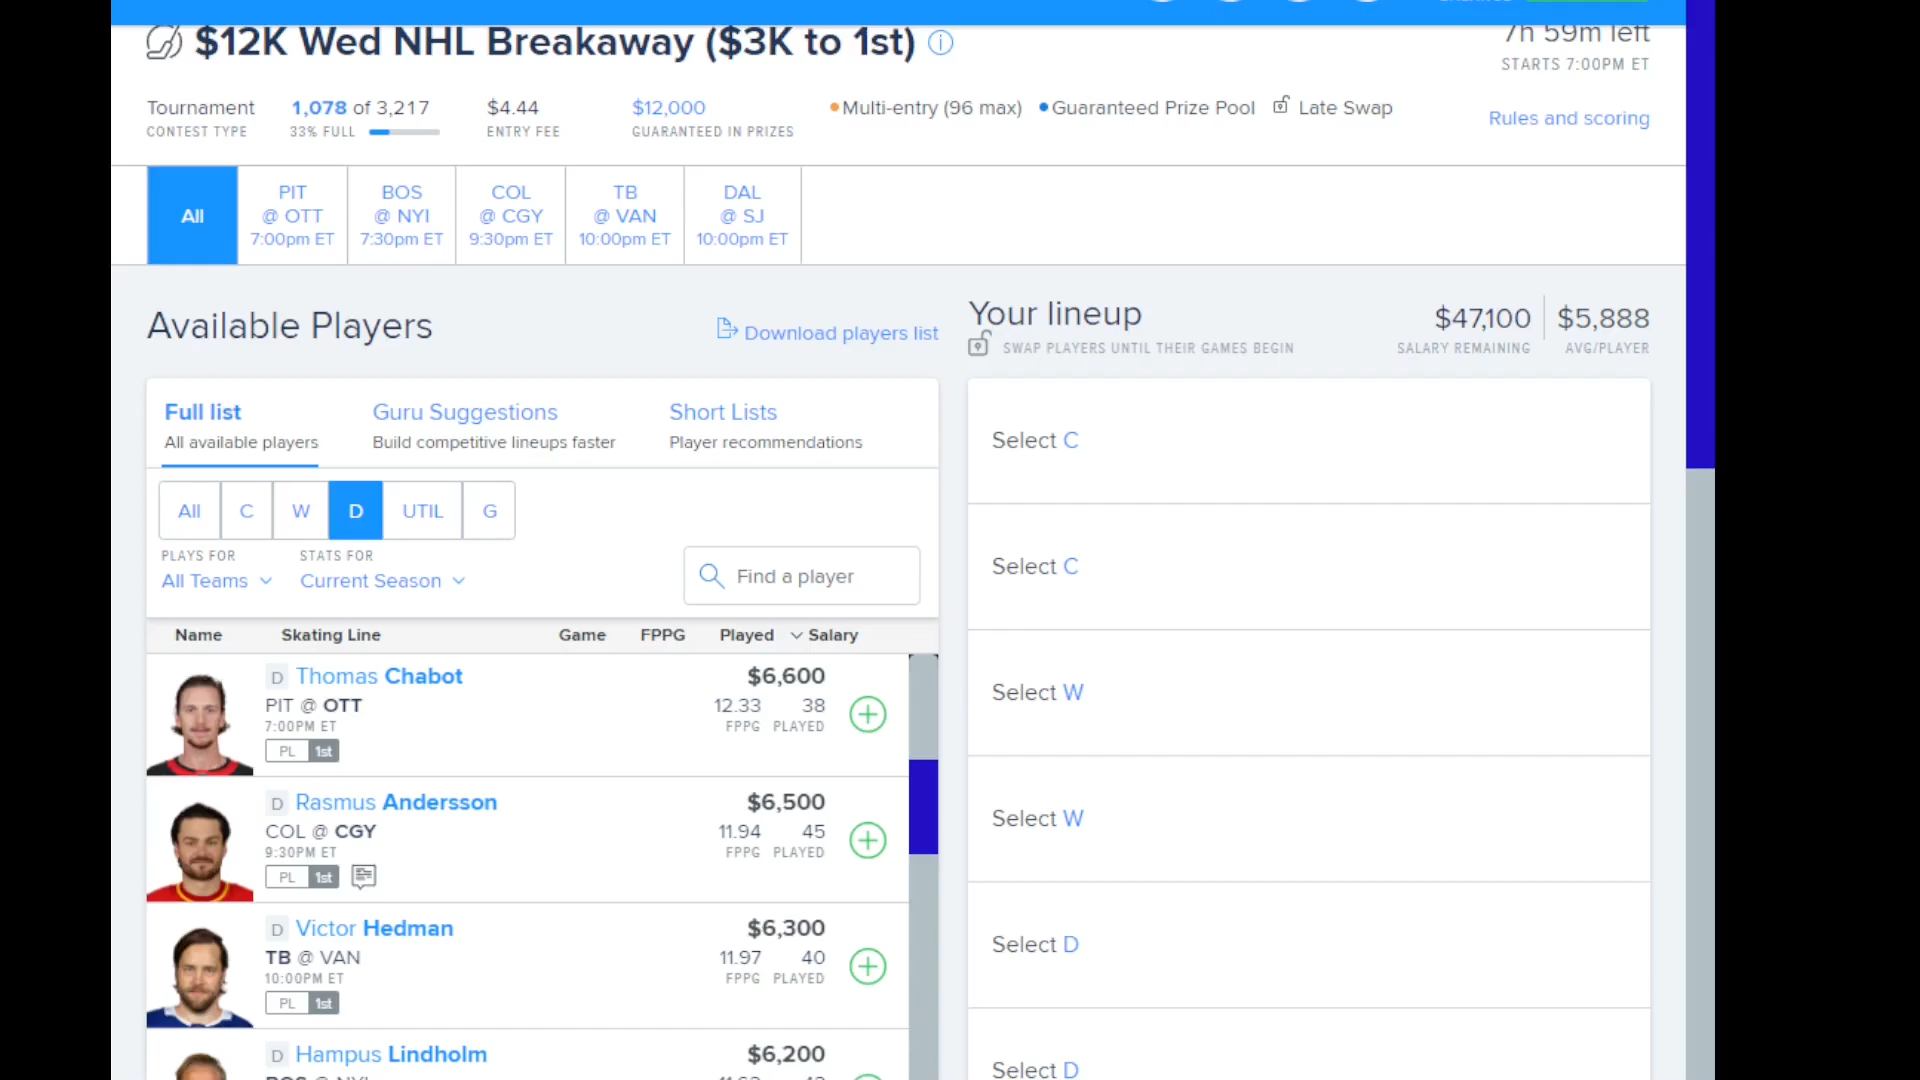 $12K Wed NHL Breakaway ($3K to 1st)
7h 59m left
STARTS 7:00PM ET
Tournament
CONTEST TYPE
1,078 of 3,217
33% FULL
$4.44
ENTRY FEE
$12,000
GUARANTEED IN PRIZES
Multi-entry (96 max)
Guaranteed Prize Pool
Late Swap
Rules and scoring
All
PIT
@ OTT
7:00pm ET
BOS
@ NYI
7:30pm ET
COL
@ CGY
9:30pm ET
TB
@ VAN
10:00pm ET
DAL
@ SJ
10:00pm ET
Available Players
Download players list
Your lineup
SWAP PLAYERS UNTIL THEIR GAMES BEGIN
$47,100
SALARY REMAINING
$5,888
AVG/PLAYER
Full list
All available players
Guru Suggestions
Build competitive lineups faster
Short Lists
Player recommendations
All C W D UTIL G
PLAYS FOR
All Teams
STATS FOR
Current Season
Find a player
Name Skating Line Game FPPG Played Salary
D Thomas Chabot $6,600
PIT @ OTT 12.33 38
7:00PM ET FPPG PLAYED
PL 1st
D Rasmus Andersson $6,500
COL @ CGY 11.94 45
9:30PM ET FPPG PLAYED
PL 1st
D Victor Hedman $6,300
TB @ VAN 11.97 40
10:00PM ET FPPG PLAYED
PL 1st
D Hampus Lindholm $6,200
Select C
Select C
Select W
Select W
Select D
Select D